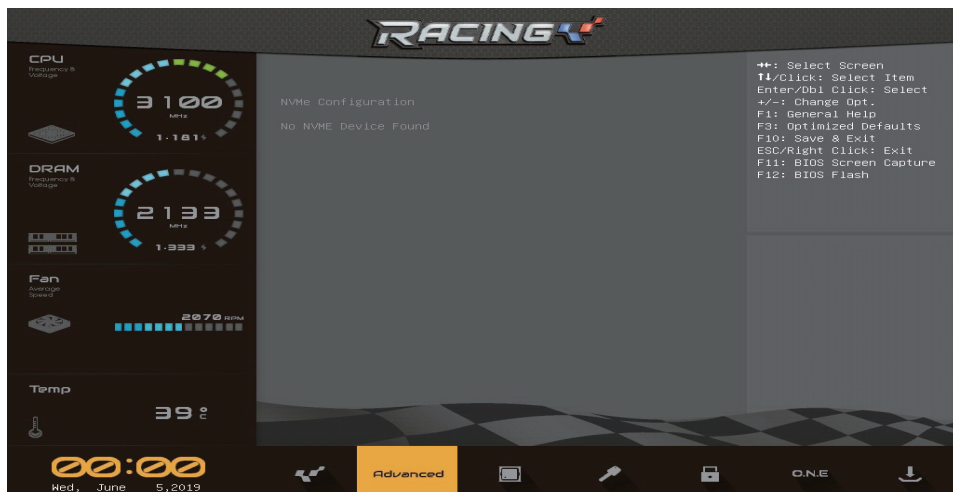 RACING
CPU
Frequency &
Voltage
3100
MHz
1.181
DRAM
Frequency &
Voltage
2133
MHz
1.333
Fan
Average
Speed
2070 RPM
Temp
39 °C
00:00
Wed, June 5,2019
NVMe Configuration
No NVME Device Found
→←: Select Screen
↑↓/Click: Select Item
Enter/Dbl Click: Select
+/-: Change Opt.
F1: General Help
F3: Optimized Defaults
F10: Save & Exit
ESC/Right Click: Exit
F11: BIOS Screen Capture
F12: BIOS Flash
Advanced
O.N.E